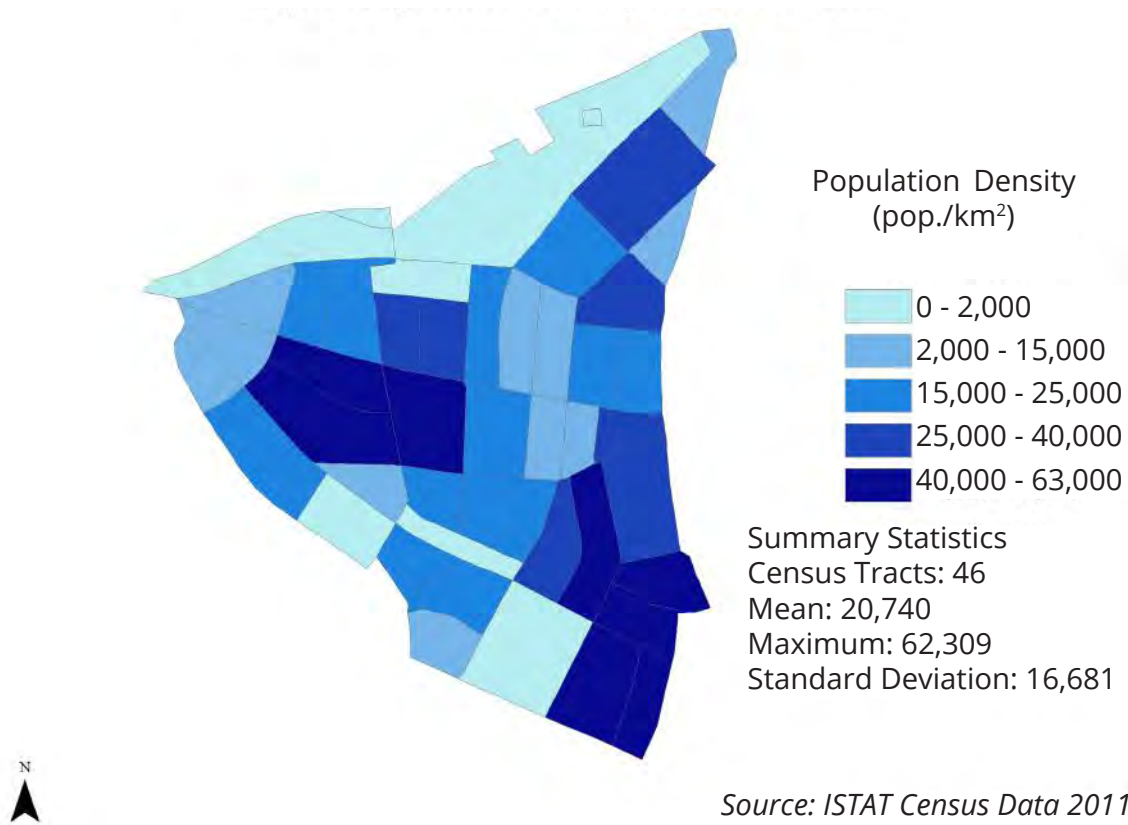 Population Density
(pop./km²)
0 - 2,000
2,000 - 15,000
15,000 - 25,000
25,000 - 40,000
40,000 - 63,000
Summary Statistics
Census Tracts: 46
Mean: 20,740
Maximum: 62,309
Standard Deviation: 16,681
N
Source: ISTAT Census Data 2011